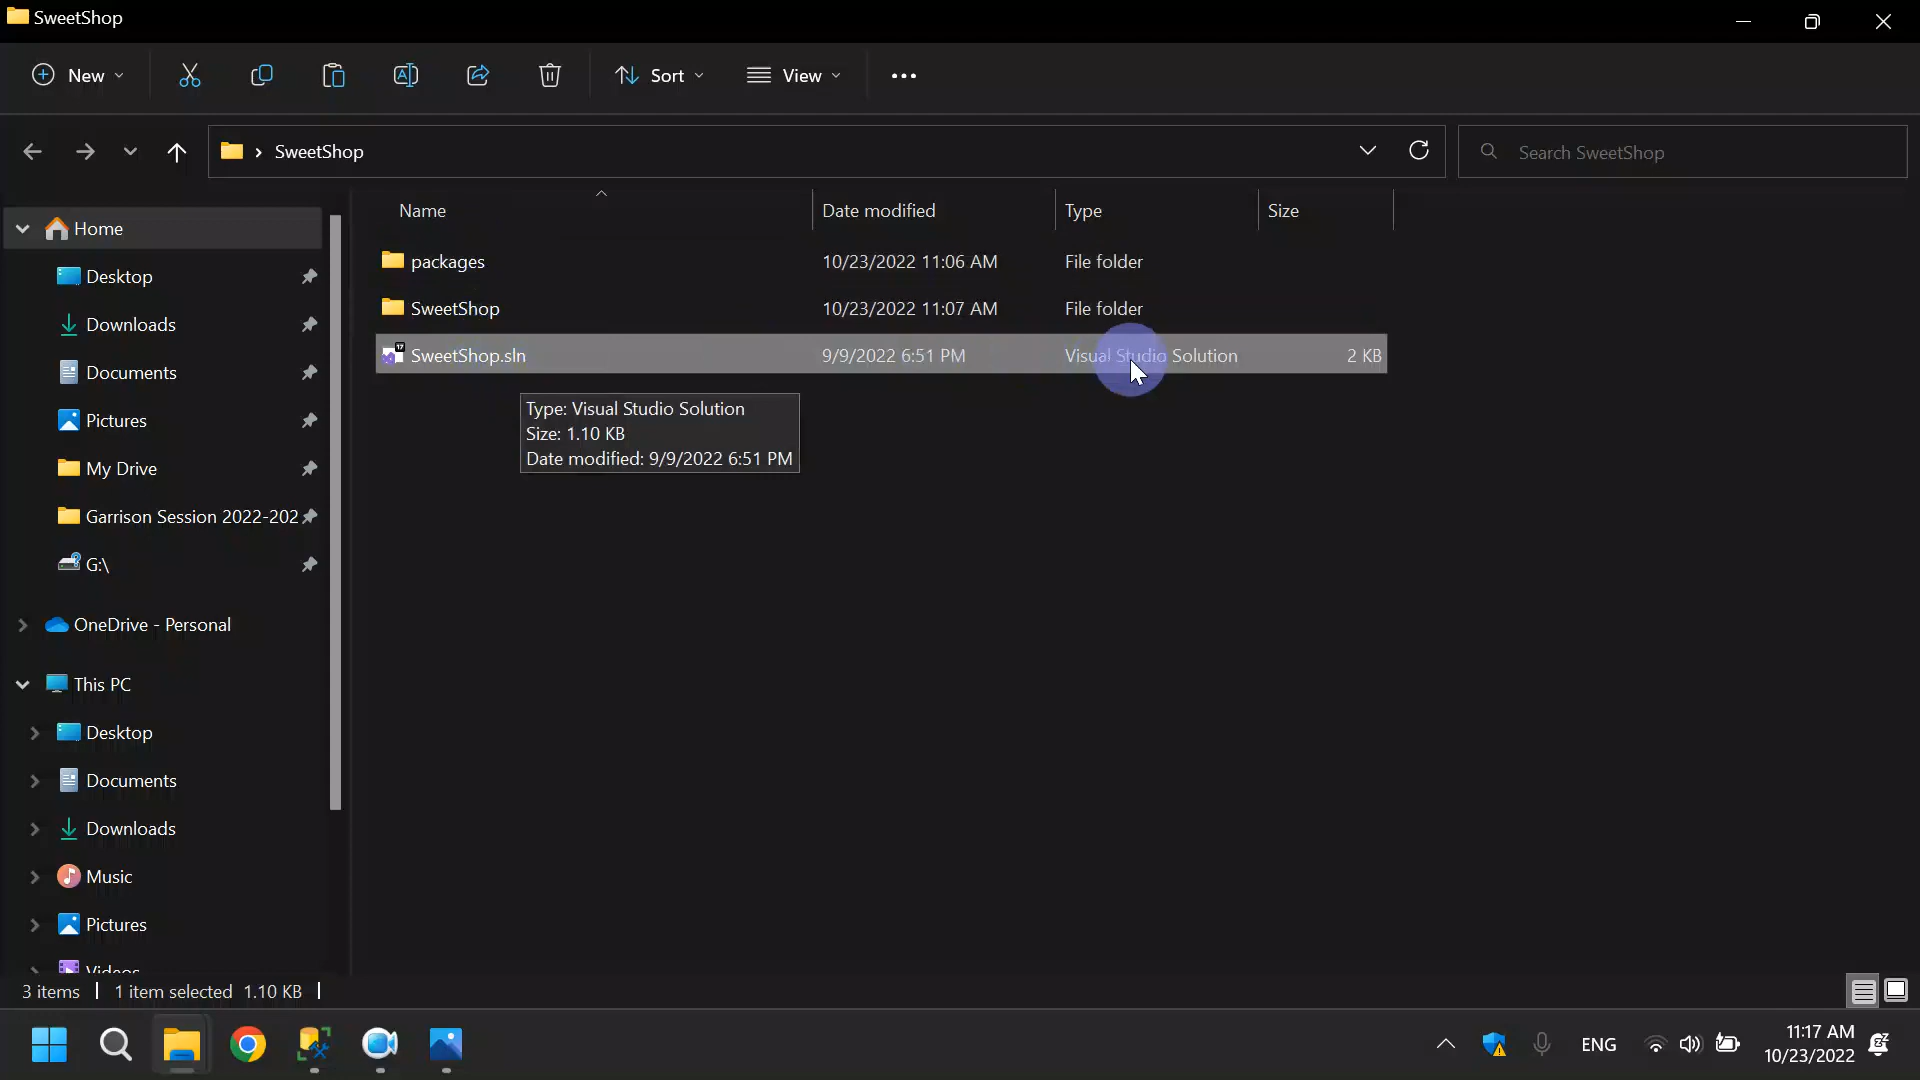 SweetShop
New
Sort
View
SweetShop
Search SweetShop
Name Date modified Type Size
Home
Desktop
Downloads
Documents
Pictures
My Drive
Garrison Session 2022-202
G:\
OneDrive - Personal
This PC
Desktop
Documents
Downloads
Music
Pictures
Videos
packages 10/23/2022 11:06 AM File folder
SweetShop 10/23/2022 11:07 AM File folder
17
SweetShop.sln 9/9/2022 6:51 PM Visual Studio Solution 2 KB
Type: Visual Studio Solution
Size: 1.10 KB
Date modified: 9/9/2022 6:51 PM
3 items 1 item selected 1.10 KB
ENG
11:17 AM
10/23/2022